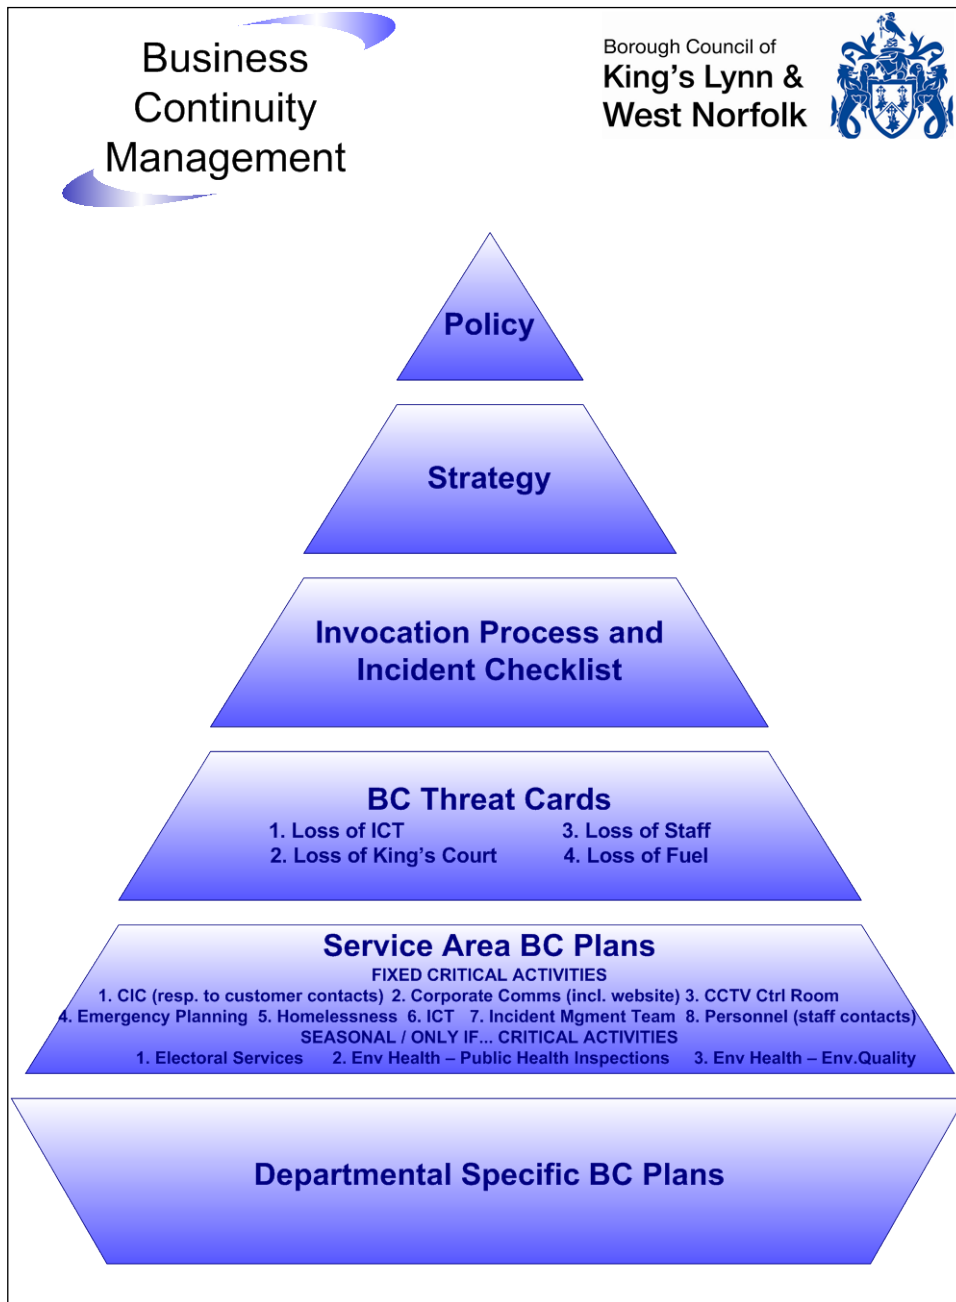 Business
Continuity
Management
Borough Council of
King's Lynn &
West Norfolk
Policy
Strategy
Invocation Process and
Incident Checklist
BC Threat Cards
1. Loss of ICT 3. Loss of Staff
2. Loss of King's Court 4. Loss of Fuel
Service Area BC Plans
FIXED CRITICAL ACTIVITIES
1. CIC (resp. to customer contacts) 2. Corporate Comms (incl. website) 3. CCTV Ctrl Room
4. Emergency Planning 5. Homelessness 6. ICT 7. Incident Mgment Team 8. Personnel (staff contacts)
SEASONAL / ONLY IF... CRITICAL ACTIVITIES
1. Electoral Services 2. Env Health – Public Health Inspections 3. Env Health – Env.Quality
Departmental Specific BC Plans